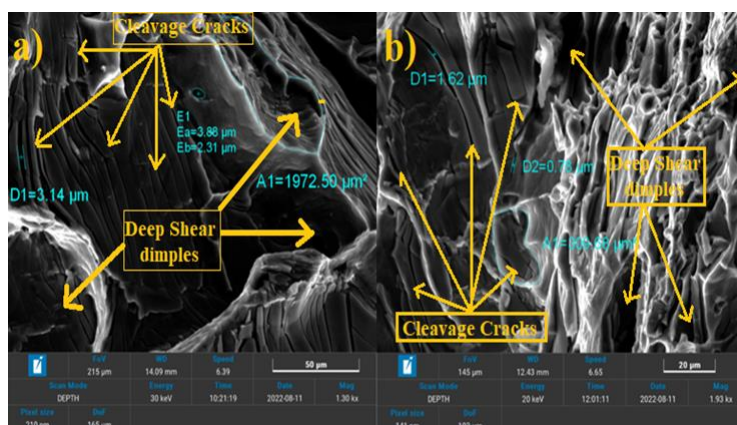 a)
Cleavage Cracks
E1
Ea=3.88 µm
Eb=2.31 µm
D1=3.14 µm
A1=1972.50 µm²
Deep Shear
dimples
FoV
WD
Speed
215 µm
14.09 mm
6.39
50 µm
Scan Mode
Energy
Time
Date
Mag
DEPTH
30 keV
10:21:19
2022-08-11
1.30 kx
Pixel size
DoF
b)
D1=1.62 µm
D2=0.78 µm
Deep Shear
dimples
Cleavage Cracks
FoV
WD
Speed
145 µm
12.43 mm
6.65
20 µm
Scan Mode
Energy
Time
Date
Mag
DEPTH
20 keV
12:01:11
2022-08-11
1.93 kx
Pixel size
DoF